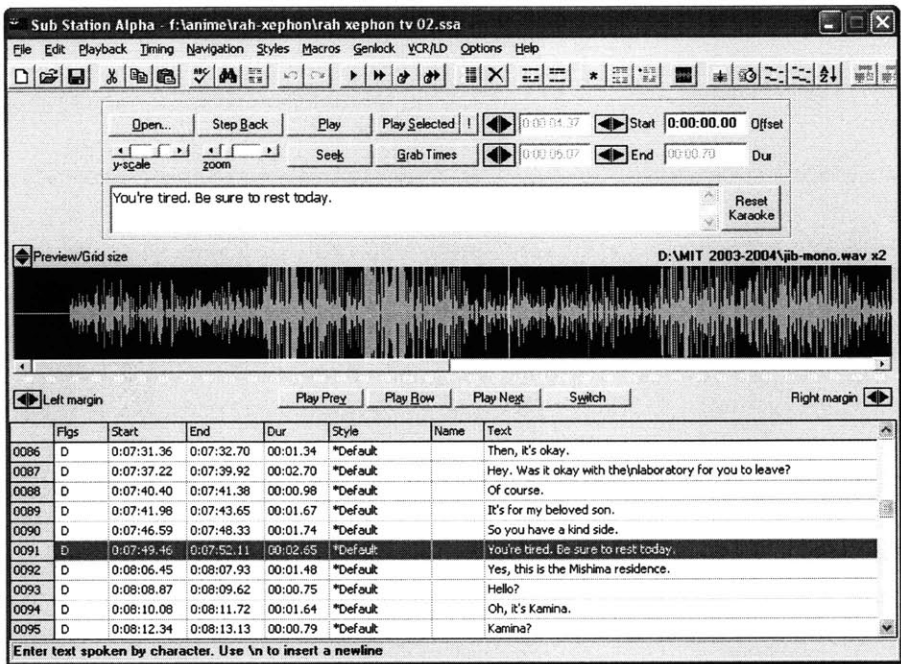 Sub Station Alpha - f:\anime\rah-xephon\rah xephon tv 02.ssa
File Edit Playback Timing Navigation Styles Macros Genlock VCR/LD Options Help
Open... Step Back Play Play Selected ! 0:00:04.37 Start 0:00:00.00 Offset
y-scale zoom Seek Grab Times 0:00:05.07 End 00:00.70 Dur
You're tired. Be sure to rest today.
Reset
Karaoke
Preview/Grid size D:\MIT 2003-2004\jib-mono.wav x2
Left margin Play Prev Play Row Play Next Switch Right margin
Flgs Start End Dur Style Name Text
0086 D 0:07:31.36 0:07:32.70 00:01.34 *Default Then, it's okay.
0087 D 0:07:37.22 0:07:39.92 00:02.70 *Default Hey. Was it okay with the\nlaboratory for you to leave?
0088 D 0:07:40.40 0:07:41.38 00:00.98 *Default Of course.
0089 D 0:07:41.98 0:07:43.65 00:01.67 *Default It's for my beloved son.
0090 D 0:07:46.59 0:07:48.33 00:01.74 *Default So you have a kind side.
0091 D 0:07:49.46 0:07:52.11 00:02.65 *Default You're tired. Be sure to rest today.
0092 D 0:08:06.45 0:08:07.93 00:01.48 *Default Yes, this is the Mishima residence.
0093 D 0:08:08.87 0:08:09.62 00:00.75 *Default Hello?
0094 D 0:08:10.08 0:08:11.72 00:01.64 *Default Oh, it's Kamina.
0095 D 0:08:12.34 0:08:13.13 00:00.79 *Default Kamina?
Enter text spoken by character. Use \n to insert a newline